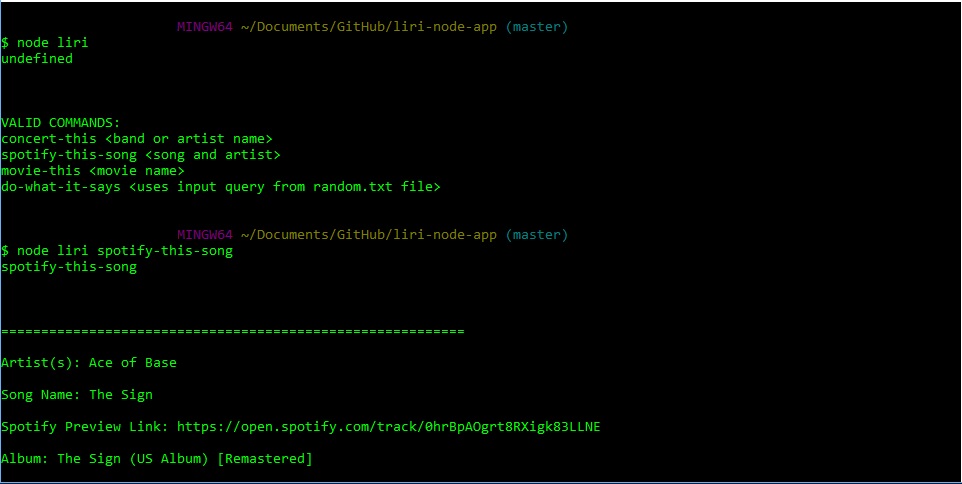 MINGW64 ~/Documents/GitHub/liri-node-app (master)
$ node liri
undefined
VALID COMMANDS:
concert-this <band or artist name>
spotify-this-song <song and artist>
movie-this <movie name>
do-what-it-says <uses input query from random.txt file>
MINGW64 ~/Documents/GitHub/liri-node-app (master)
$ node liri spotify-this-song
spotify-this-song
==========================================================
Artist(s): Ace of Base
Song Name: The Sign
Spotify Preview Link: https://open.spotify.com/track/0hrBpAOgrt8RXigk83LLNE
Album: The Sign (US Album) [Remastered]